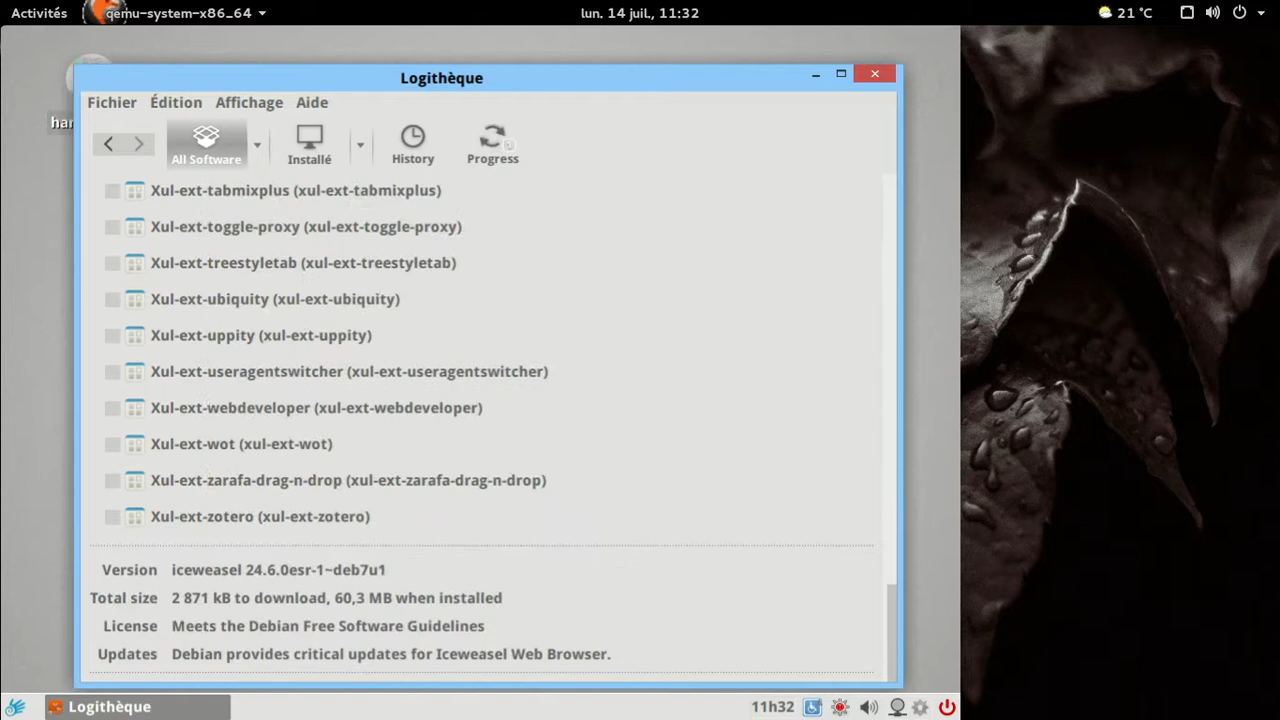 Activités qemu-system-x86_64 lun. 14 juil, 11:32 21 °C
Logithèque
har
Fichier Édition Affichage Aide
All Software Installé History Progress
Xul-ext-tabmixplus (xul-ext-tabmixplus)
Xul-ext-toggle-proxy (xul-ext-toggle-proxy)
Xul-ext-treestyletab (xul-ext-treestyletab)
Xul-ext-ubiquity (xul-ext-ubiquity)
Xul-ext-uppity (xul-ext-uppity)
Xul-ext-useragentswitcher (xul-ext-useragentswitcher)
Xul-ext-webdeveloper (xul-ext-webdeveloper)
Xul-ext-wot (xul-ext-wot)
Xul-ext-zarafa-drag-n-drop (xul-ext-zarafa-drag-n-drop)
Xul-ext-zotero (xul-ext-zotero)
Version iceweasel 24.6.0esr-1~deb7u1
Total size 2 871 kB to download, 60,3 MB when installed
License Meets the Debian Free Software Guidelines
Updates Debian provides critical updates for Iceweasel Web Browser.
Logithèque 11h32